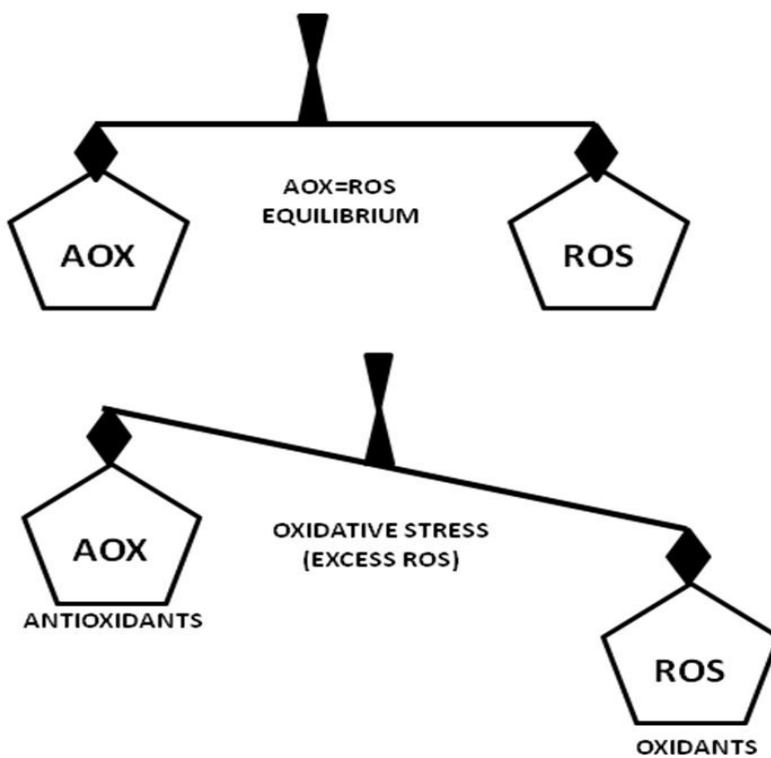 AOX=ROS
EQUILIBRIUM
AOX
ROS
OXIDATIVE STRESS
(EXCESS ROS)
AOX
ANTIOXIDANTS
ROS
OXIDANTS